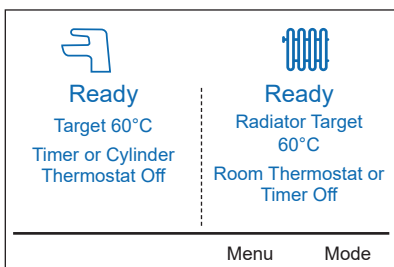 Ready
Target 60°C
Timer or Cylinder
Thermostat Off
Ready
Radiator Target
60°C
Room Thermostat or
Timer Off
Menu
Mode